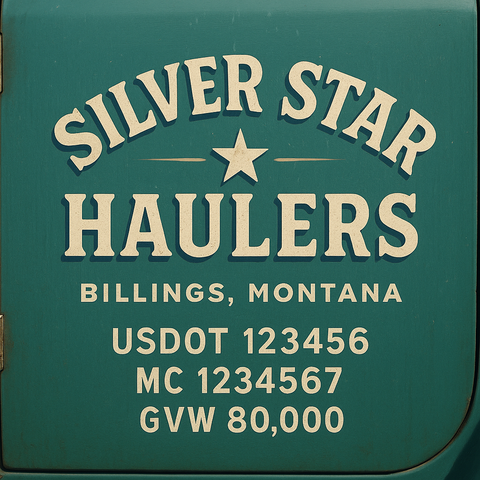 SILVER STAR
HAULERS
BILLINGS, MONTANA
USDOT 123456
MC 1234567
GVW 80,000